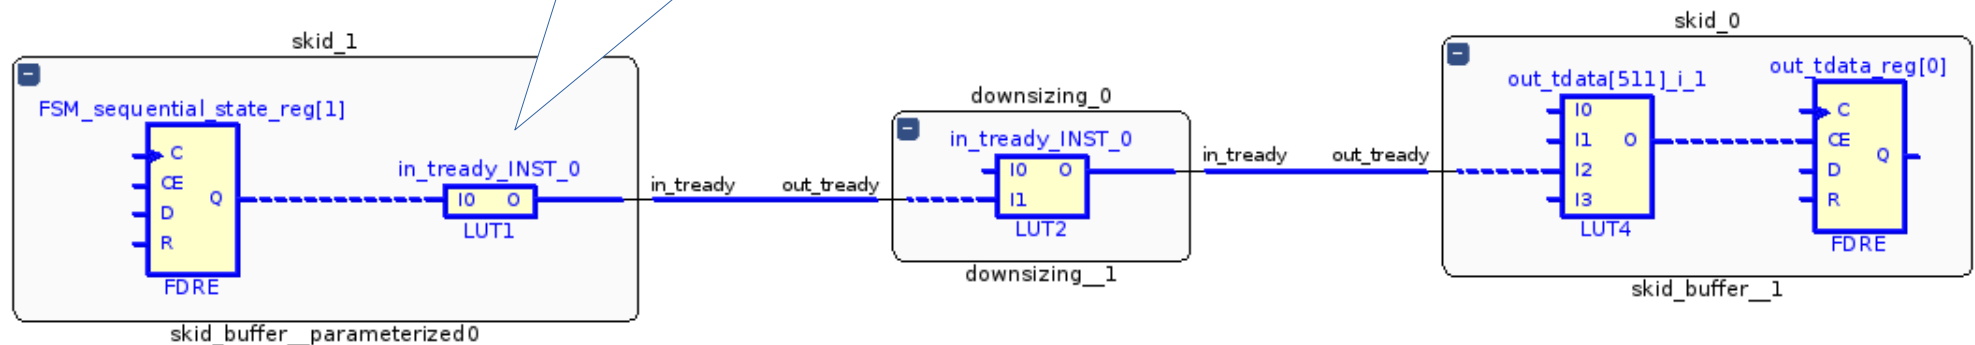 skid_1
FSM_sequential_state_reg[1]
C
CE
D
R
Q
FDRE
in_tready_INST_0
I0 O
LUT1
skid_buffer__parameterized0
in_tready out_tready
downsizing_0
in_tready_INST_0
I0 O
I1
LUT2
downsizing__1
in_tready out_tready
skid_0
out_tdata[511]_i_1
I0
I1 O
I2
I3
LUT4
out_tdata_reg[0]
C
CE
D
R
Q
FDRE
skid_buffer__1